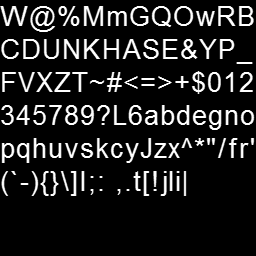 W@%MmGQOwRB
CDUNKHASE&YP_
FVXZT~#<=>+$012
345789?L6abdegno
pqhuvskcyJzx^*"/fr'
(`-){}\]I;: ,.t[!jli|